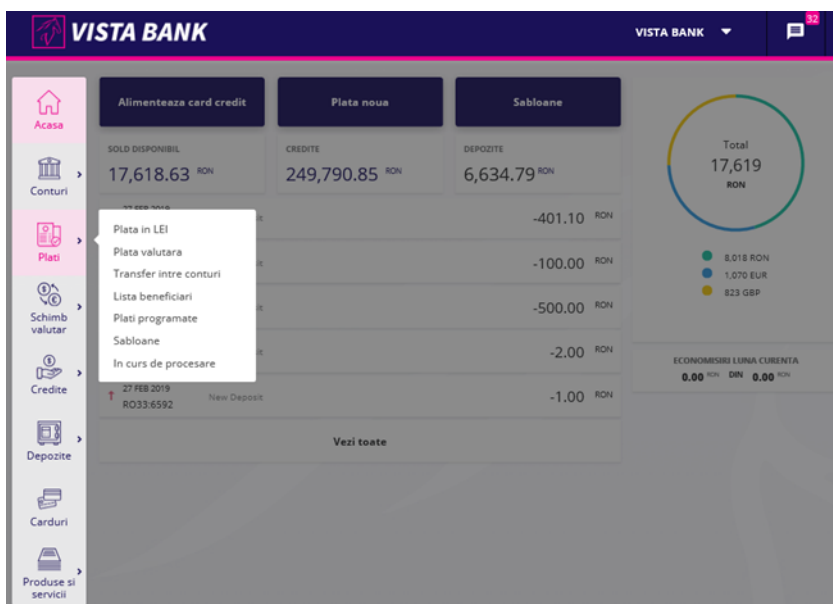 VISTA BANK
VISTA BANK
32
Acasa
Conturi
Plati
Schimb
valutar
Credite
Depozite
Carduri
Produse si
servicii
Alimenteaza card credit
Plata noua
Sabloane
SOLD DISPONIBIL
17,618.63 RON
CREDITE
249,790.85 RON
DEPOZITE
6,634.79 RON
Plata in LEI
Plata valutara
Transfer intre conturi
Lista beneficiari
Plati programate
Sabloane
In curs de procesare
27 FEB 2019
-401.10 RON
-100.00 RON
-500.00 RON
-2.00 RON
27 FEB 2019
RO33:6592
New Deposit
-1.00 RON
Vezi toate
Total
17,619
RON
8,018 RON
1,070 EUR
823 GBP
ECONOMISIRI LUNA CURENTA
0.00 RON DIN 0.00 RON